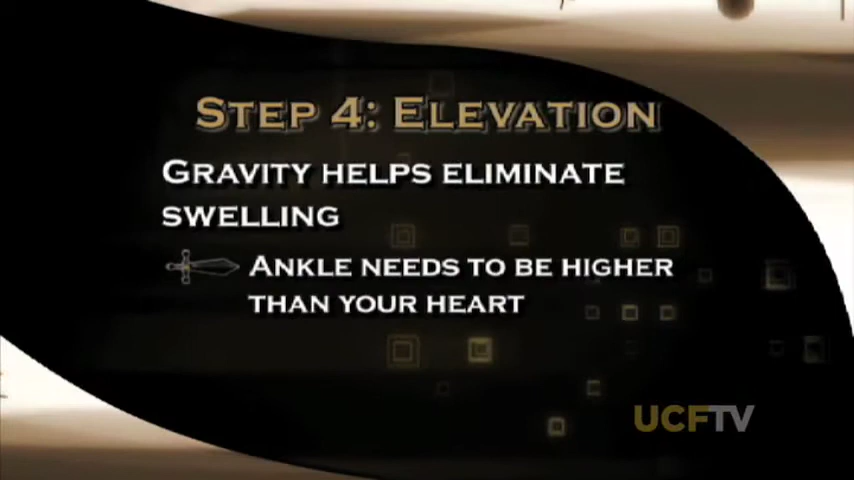 Step 4: Elevation
Gravity helps eliminate
swelling
Ankle needs to be higher
than your heart
UCFTV